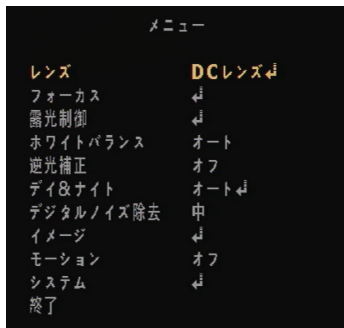 メニュー
レンズ DCレンズ↲
フォーカス ↲
露光制御 ↲
ホワイトバランス オート
逆光補正 オフ
デイ&ナイト オート↲
デジタルノイズ除去 中
イメージ ↲
モーション オフ
システム ↲
終了